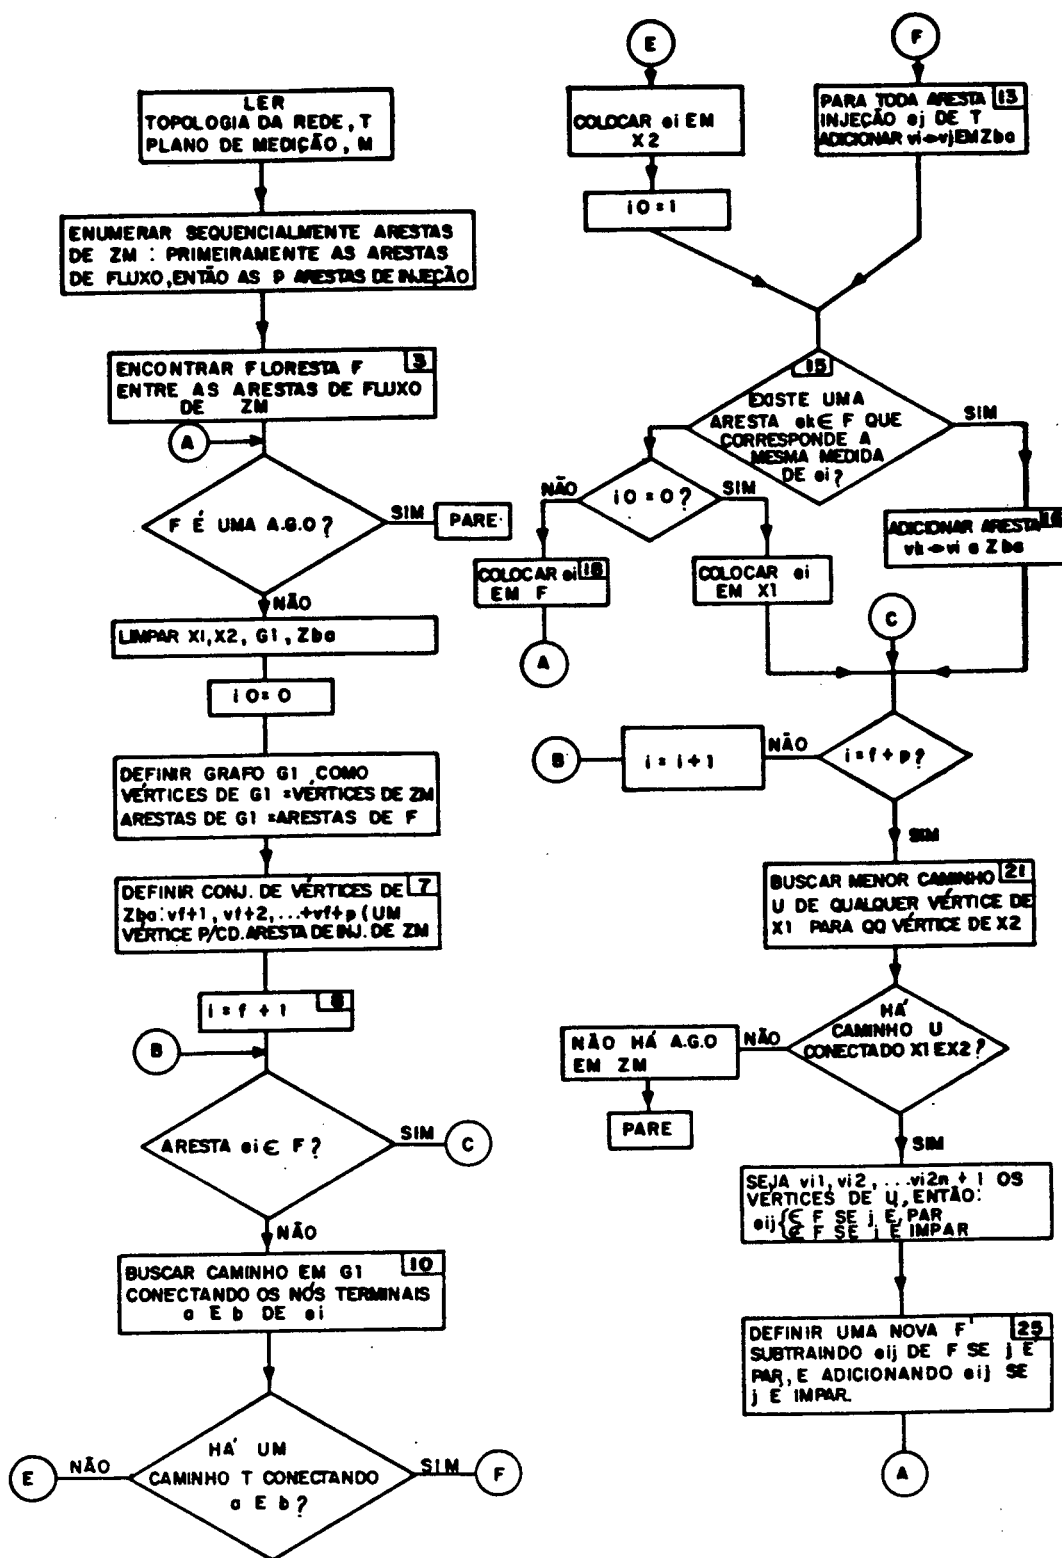 LER
TOPOLOGIA DA REDE, T
PLANO DE MEDIÇÃO, M
ENUMERAR SEQUENCIALMENTE ARESTAS
DE ZM : PRIMEIRAMENTE AS ARESTAS
DE FLUXO, ENTÃO AS P ARESTAS DE INJEÇÃO
3
ENCONTRAR FLORESTA F
ENTRE AS ARESTAS DE FLUXO
DE ZM
A
F É UMA A.G.O?
SIM
PARE
NÃO
LIMPAR X1, X2, G1, Zba
i0 = 0
DEFINIR GRAFO G1, COMO
VÉRTICES DE G1 = VÉRTICES DE ZM
ARESTAS DE G1 = ARESTAS DE F
7
DEFINIR CONJ. DE VÉRTICES DE
Zba: vf+1, vf+2, ...+vf+p (UM
VÉRTICE P/CD. ARESTA DE INJ. DE ZM
8
i = f + 1
B
ARESTA ei ∈ F?
SIM
C
NÃO
10
BUSCAR CAMINHO EM G1
CONECTANDO OS NÓS TERMINAIS
a E b DE ei
HÁ UM
CAMINHO T CONECTANDO
a E b?
NÃO
E
SIM
F
E
COLOCAR ei EM
X2
i0 = 1
F
13
PARA TODA ARESTA
INJEÇÃO ej DE T
ADICIONAR vi⇔vj EM Zba
15
EXISTE UMA
ARESTA ek ∈ F QUE
CORRESPONDE A
MESMA MEDIDA
DE ei?
SIM
16
ADICIONAR ARESTA
vk⇔vi a Zba
i0 = 0?
NÃO
SIM
18
COLOCAR ei
EM F
A
COLOCAR ei
EM X1
C
i = f + p?
NÃO
i = i + 1
B
SIM
21
BUSCAR MENOR CAMINHO
U DE QUALQUER VÉRTICE DE
X1 PARA QQ VÉRTICE DE X2
HÁ
CAMINHO U
CONECTADO X1 E X2?
NÃO
NÃO HÁ A.G.O
EM ZM
PARE
SIM
SEJA vi1, vi2, ...vi2n + 1 OS
VERTICES DE U, ENTÃO:
eij { ∈ F SE j E, PAR
∉ F SE j É IMPAR
25
DEFINIR UMA NOVA F'
SUBTRAINDO eij DE F SE j E'
PAR, E ADICIONANDO eij SE
j E IMPAR.
A